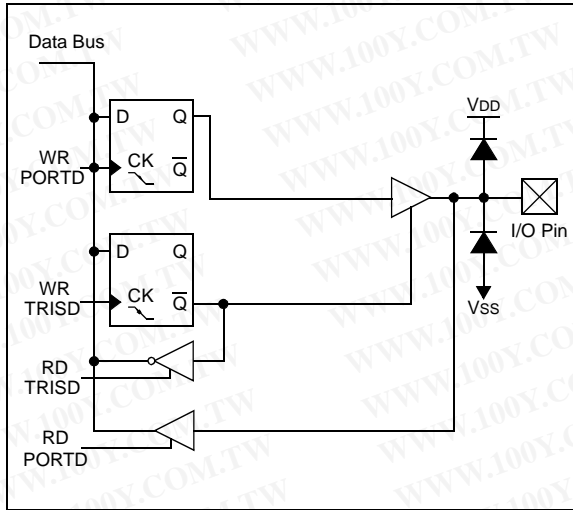 Data Bus
D Q
WR
PORTD
CK
Q
VDD
I/O Pin
D Q
WR
TRISD
CK
Q
VSS
RD
TRISD
RD
PORTD
WWW.100Y.COM.TW